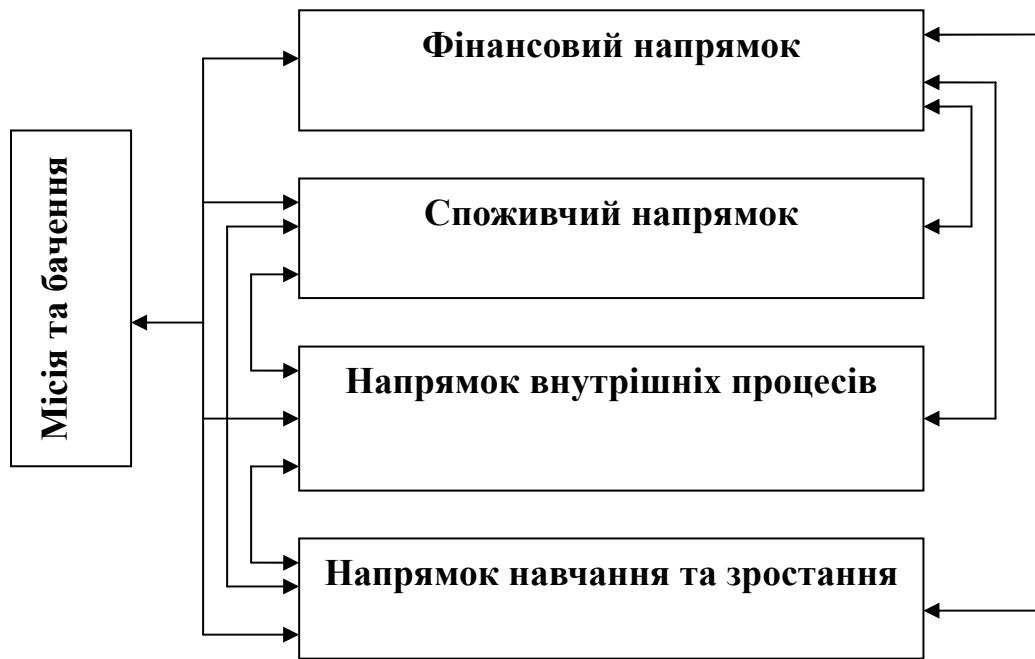 Місія та бачення
Фінансовий напрямок
Споживчий напрямок
Напрямок внутрішніх процесів
Напрямок навчання та зростання